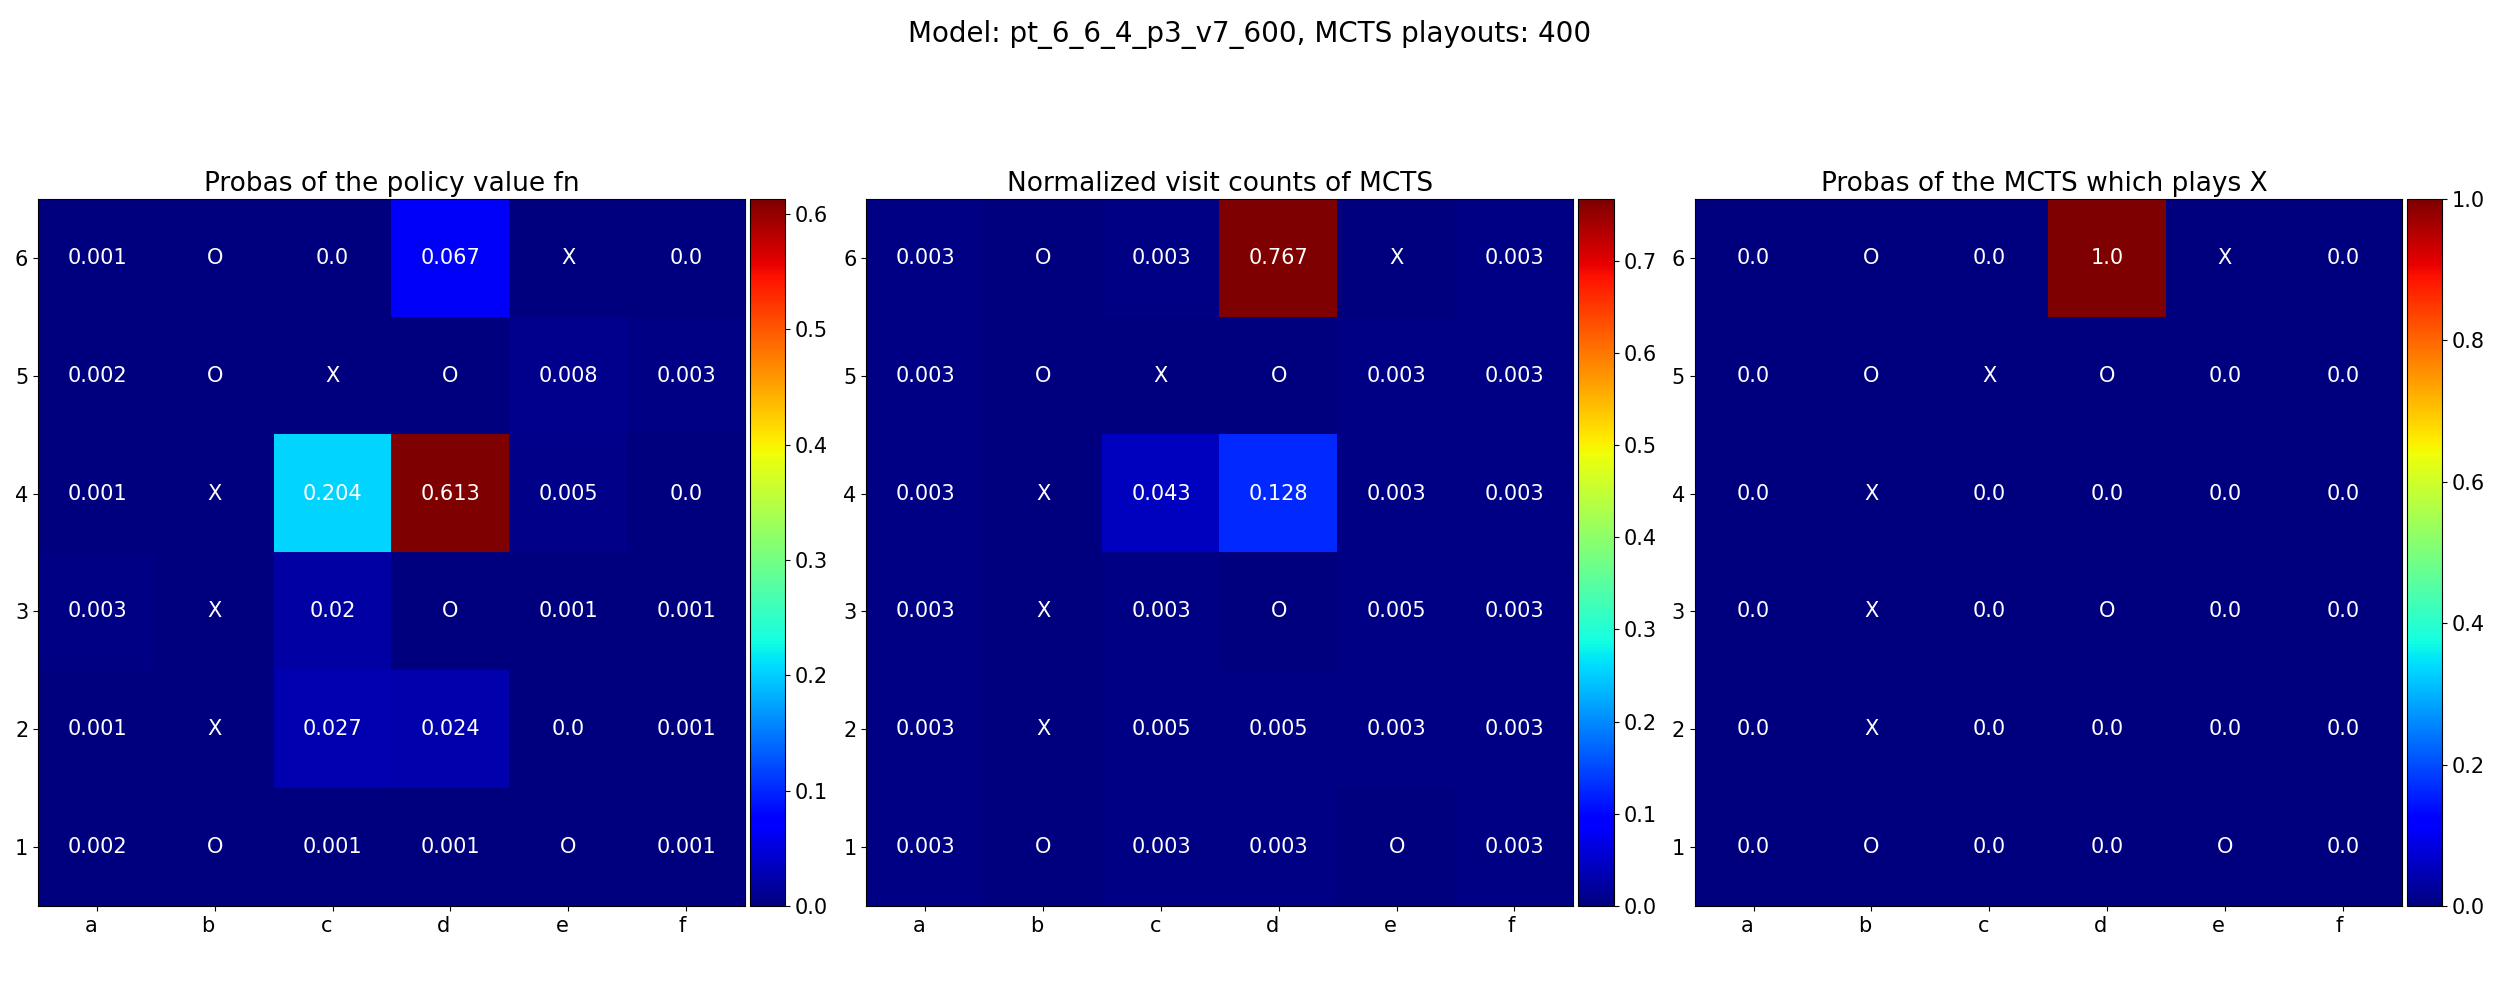 Model: pt_6_6_4_p3_v7_600, MCTS playouts: 400
Probas of the policy value fn
6 0.001 O 0.0 0.067 X 0.0
5 0.002 O X O 0.008 0.003
4 0.001 X 0.204 0.613 0.005 0.0
3 0.003 X 0.02 O 0.001 0.001
2 0.001 X 0.027 0.024 0.0 0.001
1 0.002 O 0.001 0.001 O 0.001
a b c d e f
0.6
0.5
0.4
0.3
0.2
0.1
0.0
Normalized visit counts of MCTS
6 0.003 O 0.003 0.767 X 0.003
5 0.003 O X O 0.003 0.003
4 0.003 X 0.043 0.128 0.003 0.003
3 0.003 X 0.003 O 0.005 0.003
2 0.003 X 0.005 0.005 0.003 0.003
1 0.003 O 0.003 0.003 O 0.003
a b c d e f
0.7
0.6
0.5
0.4
0.3
0.2
0.1
0.0
Probas of the MCTS which plays X
6 0.0 O 0.0 1.0 X 0.0
5 0.0 O X O 0.0 0.0
4 0.0 X 0.0 0.0 0.0 0.0
3 0.0 X 0.0 O 0.0 0.0
2 0.0 X 0.0 0.0 0.0 0.0
1 0.0 O 0.0 0.0 O 0.0
a b c d e f
1.0
0.8
0.6
0.4
0.2
0.0